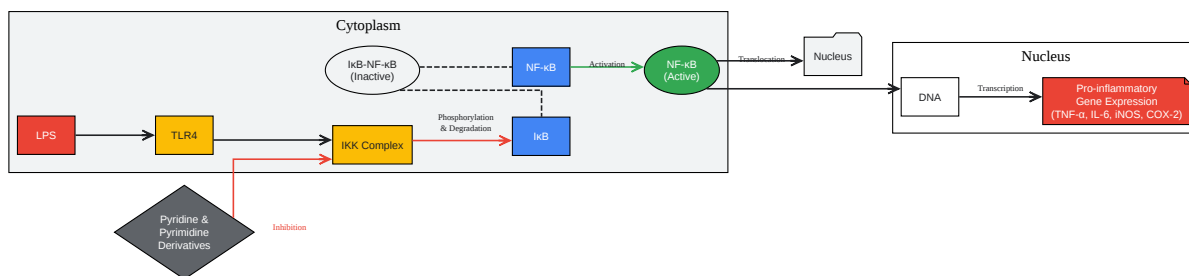 Cytoplasm
IκB-NF-κB
(Inactive)
NF-κB
Activation
NF-κB
(Active)
Translocation
Nucleus
Nucleus
LPS
TLR4
IKK Complex
Phosphorylation
& Degradation
IκB
DNA
Transcription
Pro-inflammatory
Gene Expression
(TNF-α, IL-6, iNOS, COX-2)
Pyridine &
Pyrimidine
Derivatives
Inhibition